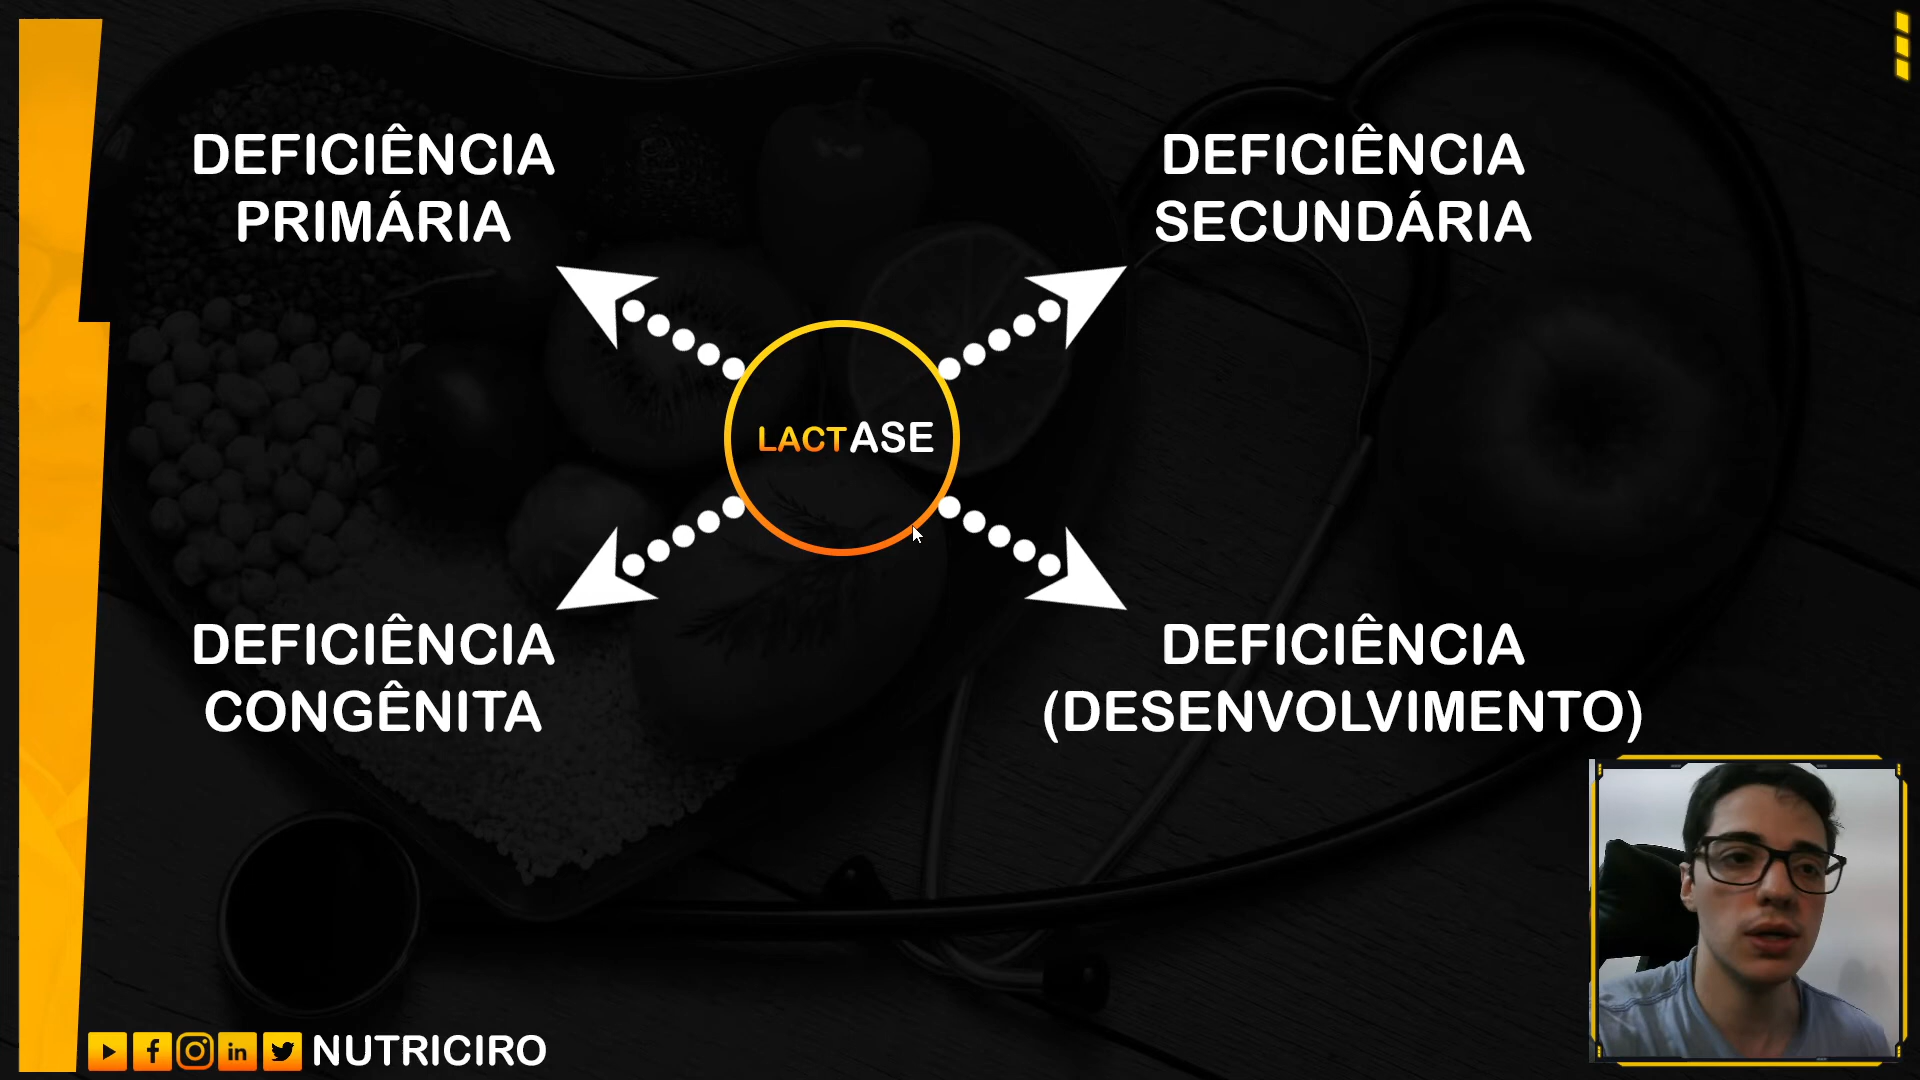 DEFICIÊNCIA
PRIMÁRIA
DEFICIÊNCIA
SECUNDÁRIA
LACTASE
DEFICIÊNCIA
CONGÊNITA
DEFICIÊNCIA
(DESENVOLVIMENTO)
NUTRICIRO